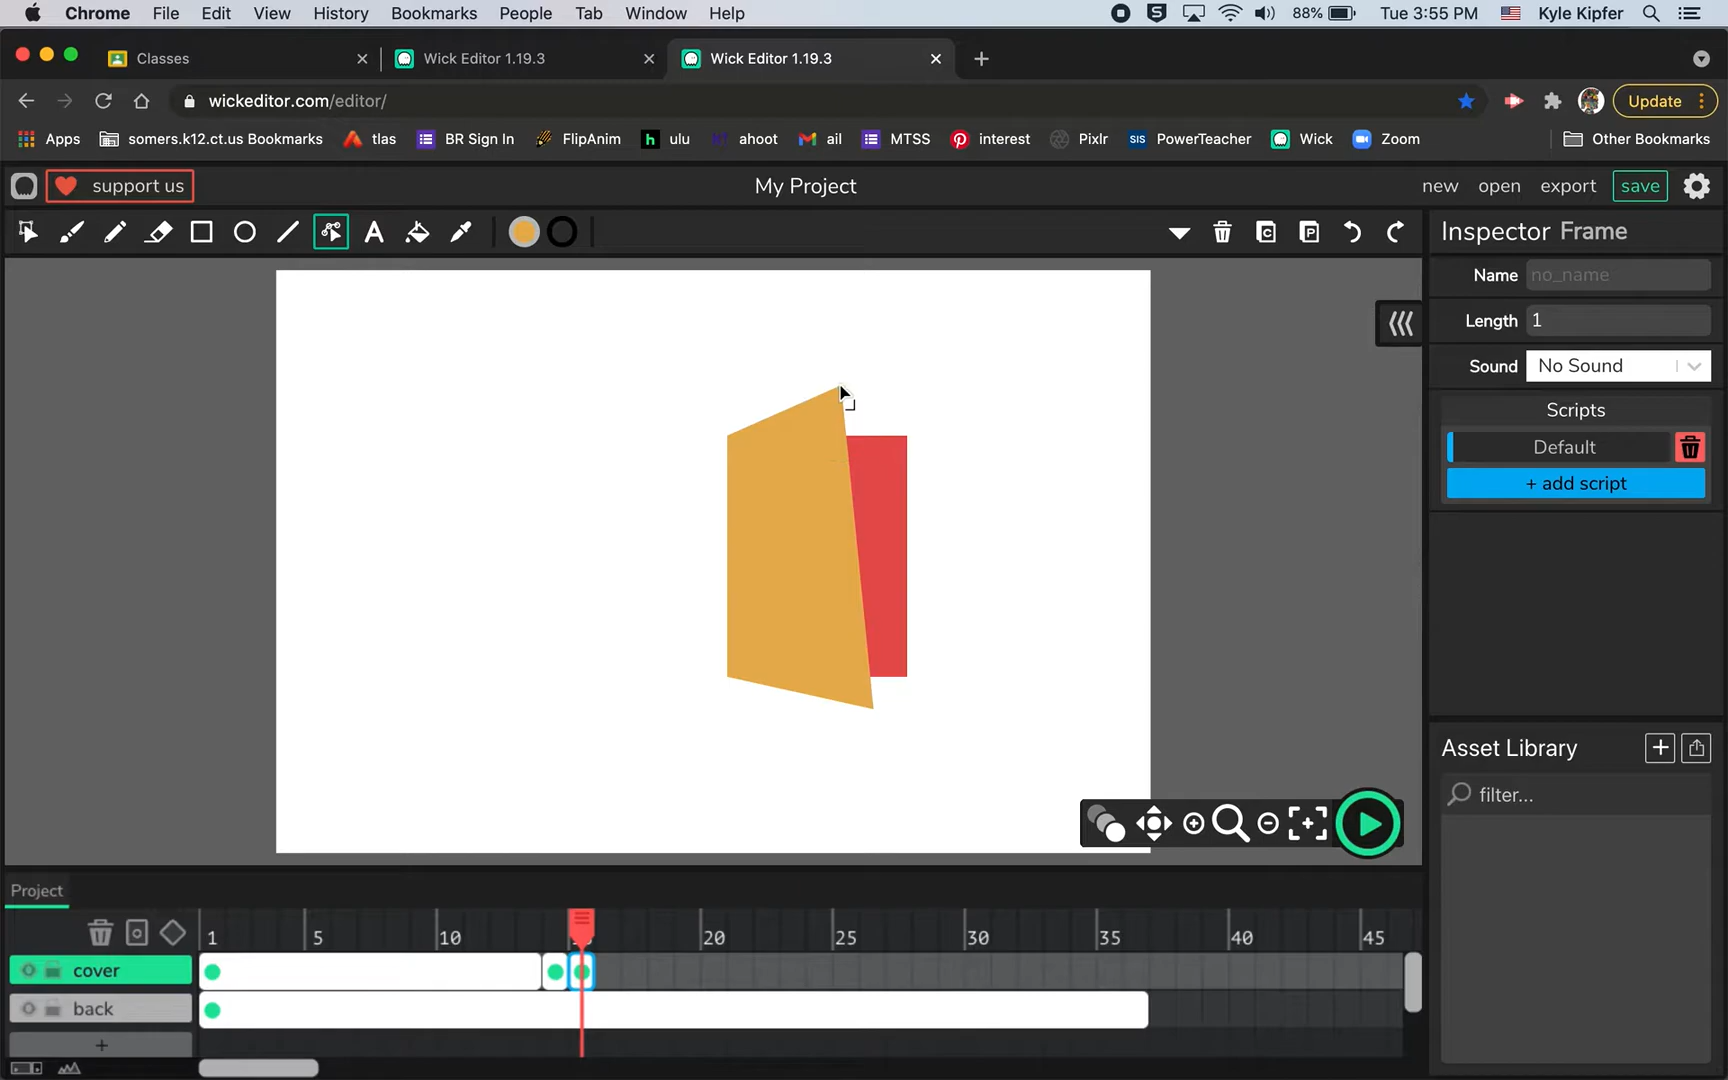 Chrome File Edit View History Bookmarks People Tab Window Help 88% Tue 3:55 PM Kyle Kipfer
Classes Wick Editor 1.19.3 Wick Editor 1.19.3
wickeditor.com/editor/ Update
Apps somers.k12.ct.us Bookmarks tlas BR Sign In FlipAnim ulu ahoot ail MTSS interest Pixlr SIS PowerTeacher Wick Zoom Other Bookmarks
support us My Project new open export save
Inspector Frame
Name no_name
Length 1
Sound No Sound
Scripts
Default
+ add script
Asset Library
filter...
Project
1 5 10 20 25 30 35 40 45
cover
back